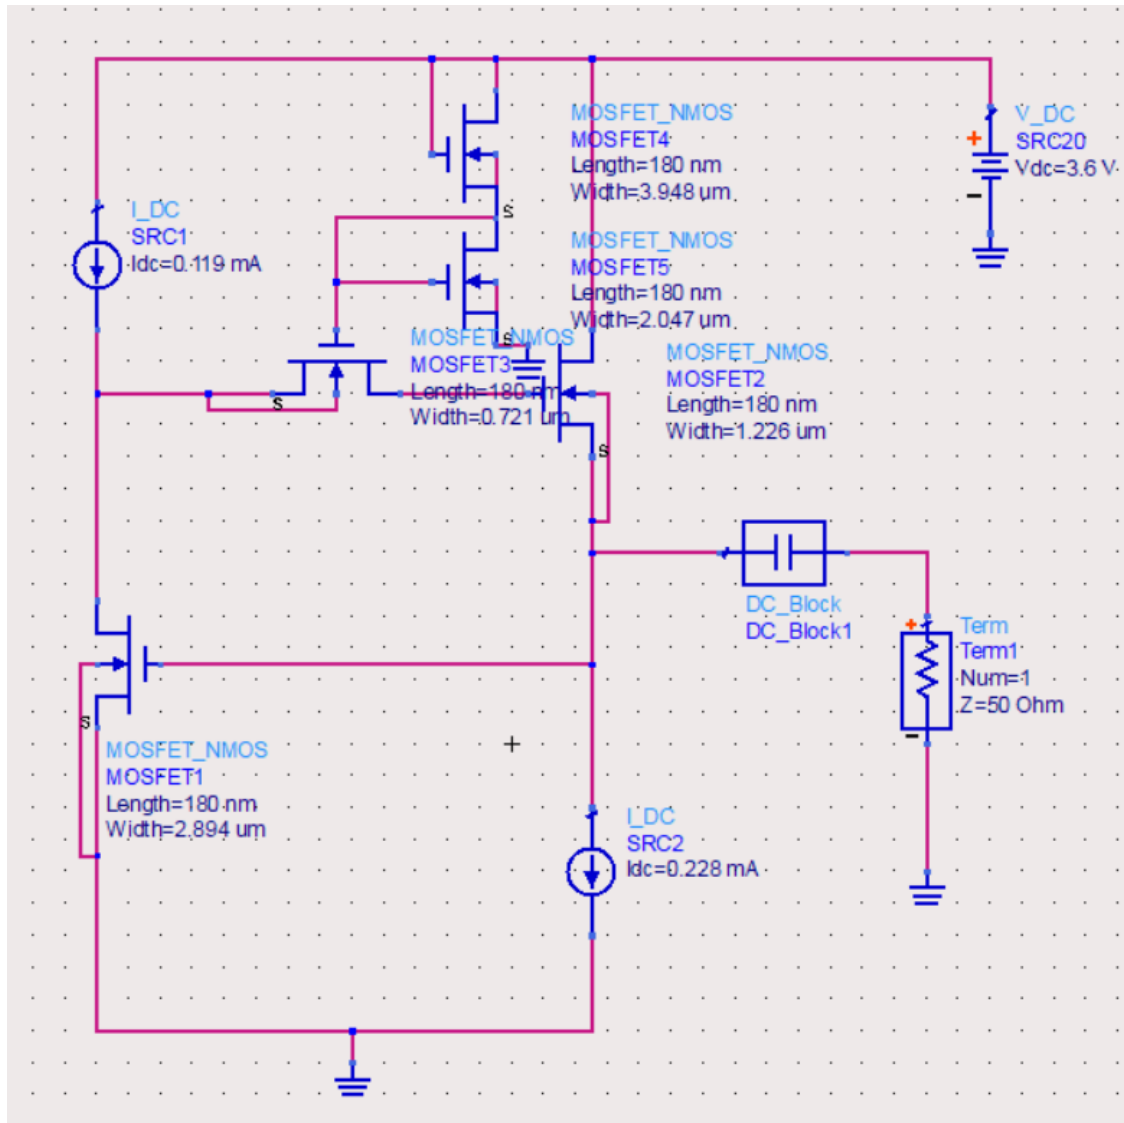 MOSFET_NMOS
MOSFET4
Length=180 nm
Width=3.948 um
V_DC
SRC20
Vdc=3.6 V
+
−
I_DC
SRC1
Idc=0.119 mA
S
MOSFET_NMOS
MOSFET5
Length=180 nm
Width=2.047 um
S
MOSFET_NMOS
MOSFET3
Length=180 nm
Width=0.721 um
S
MOSFET_NMOS
MOSFET2
Length=180 nm
Width=1.226 um
S
DC_Block
DC_Block1
+
Term
Term1
Num=1
Z=50 Ohm
−
S
MOSFET_NMOS
MOSFET1
Length=180 nm
Width=2.894 um
I_DC
SRC2
Idc=0.228 mA